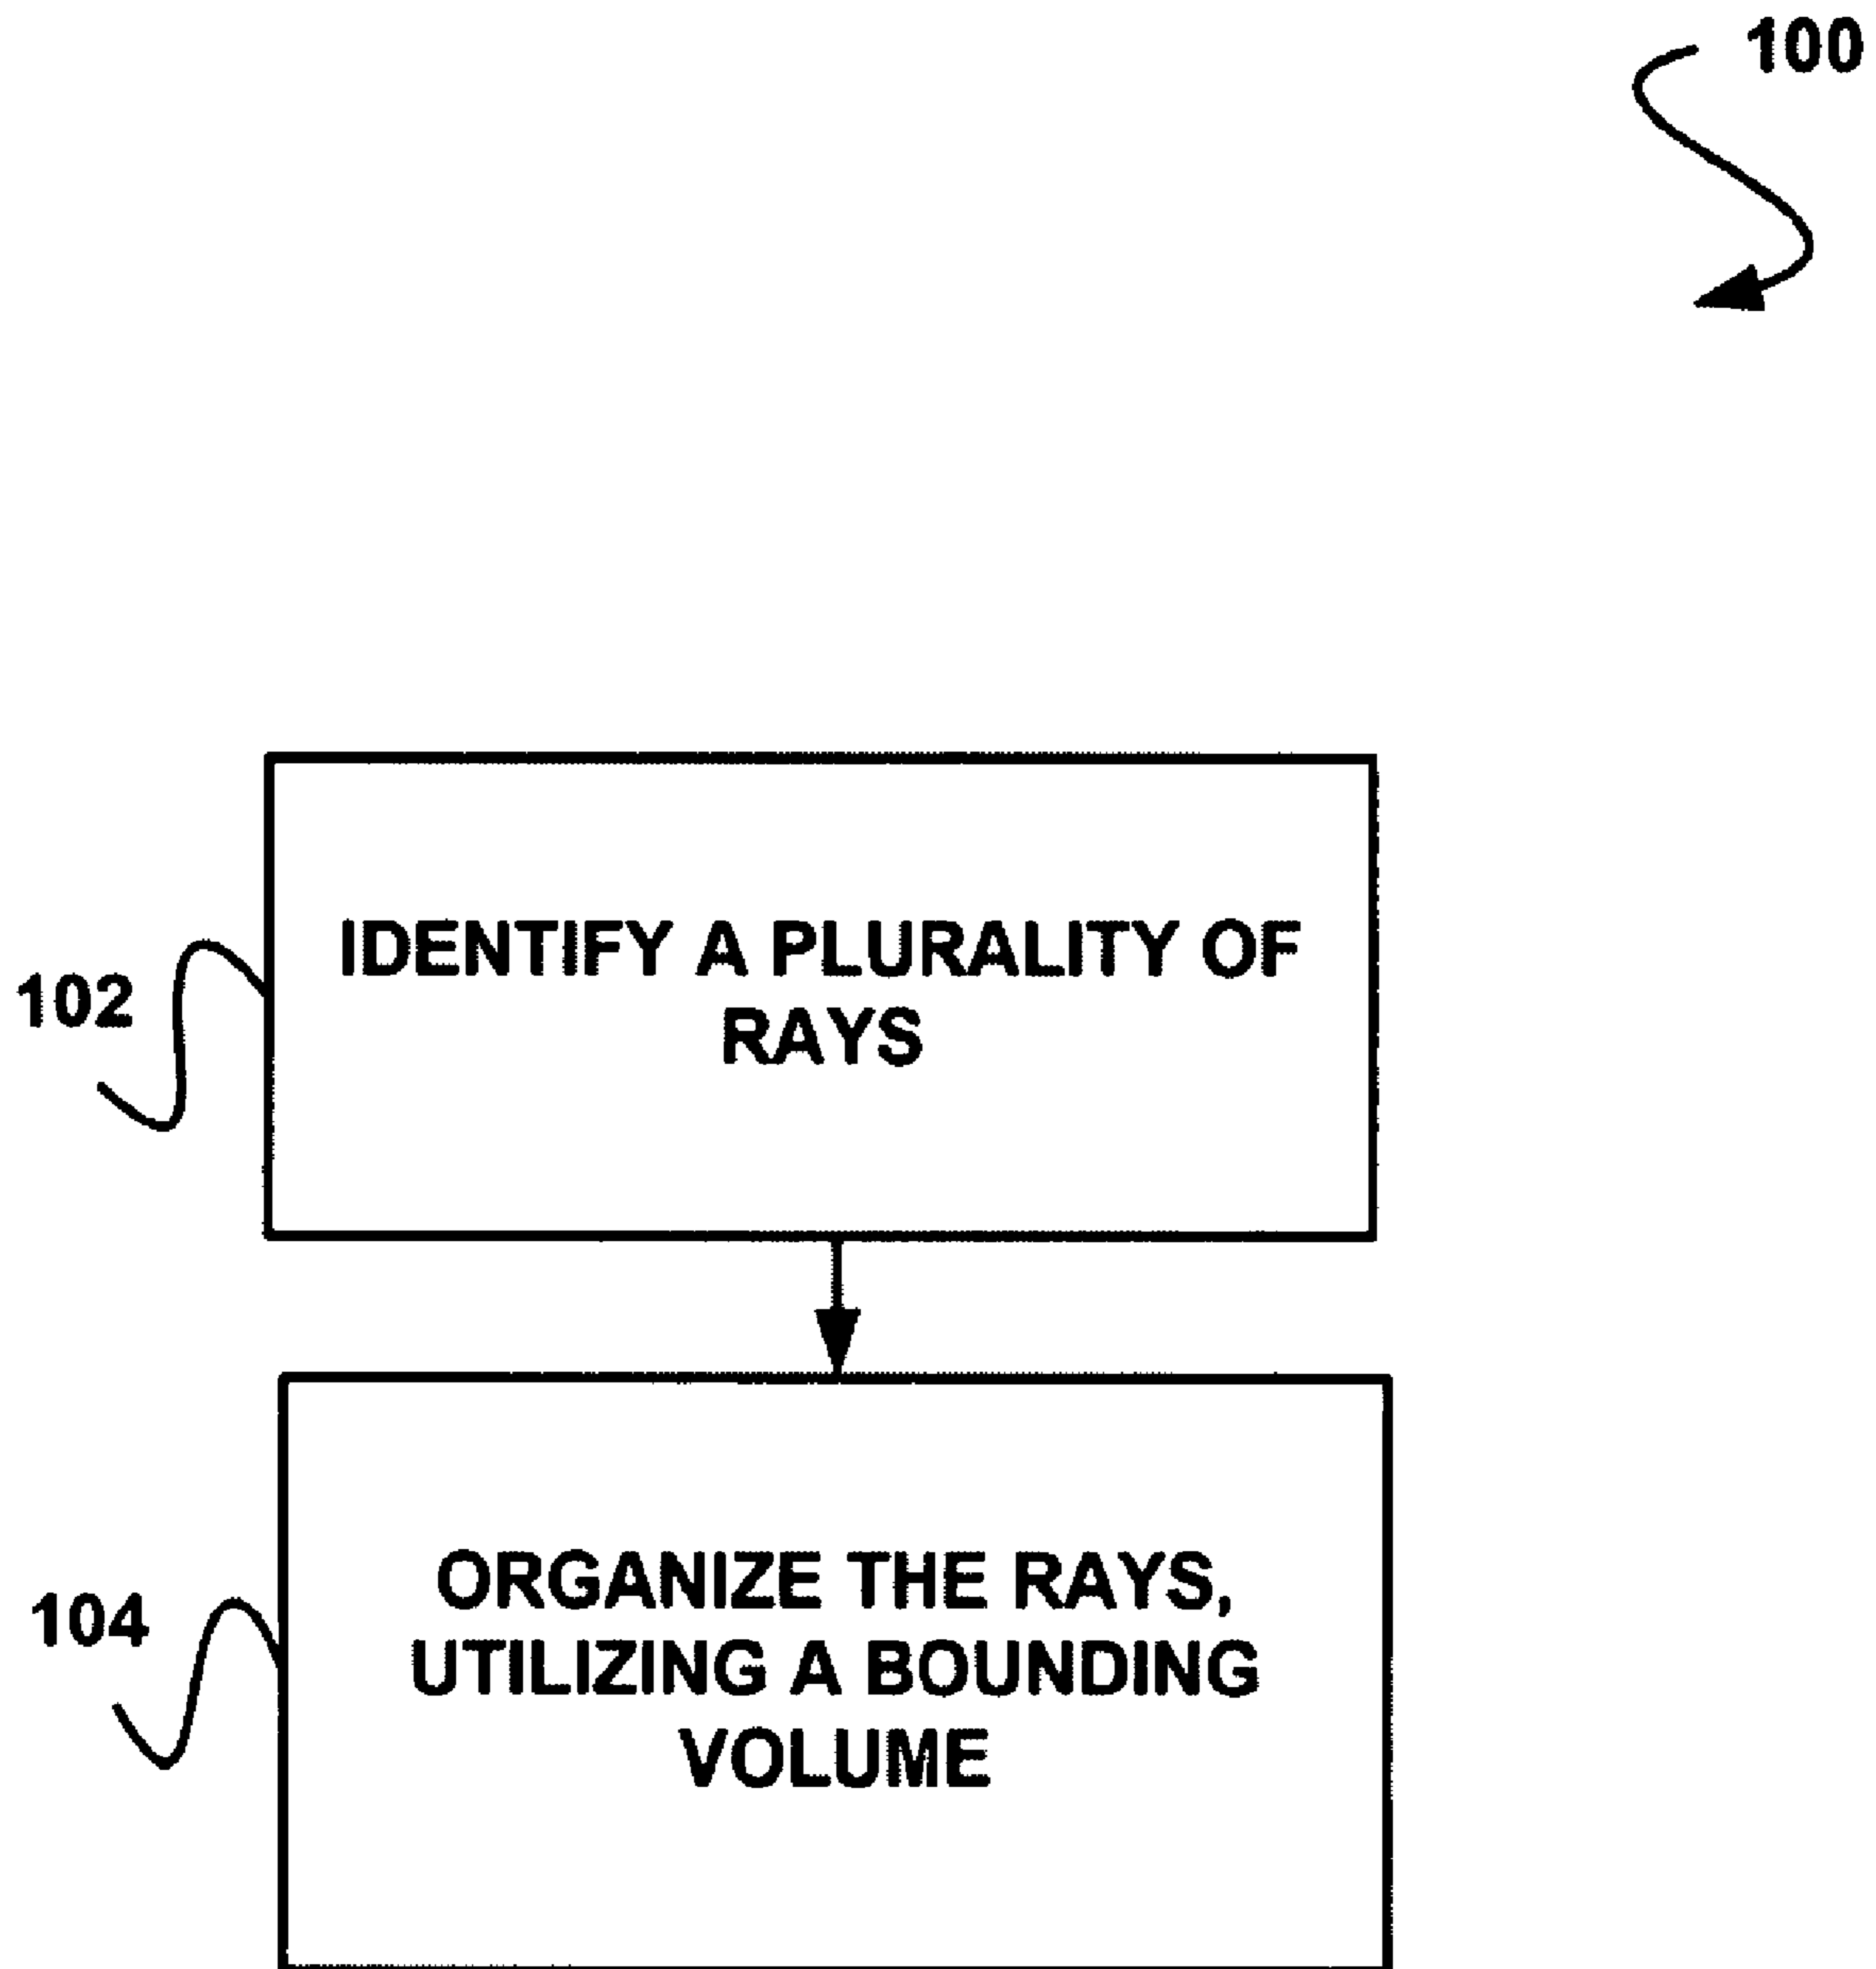 100
102
IDENTIFY A PLURALITY OF
RAYS
104
ORGANIZE THE RAYS,
UTILIZING A BOUNDING
VOLUME